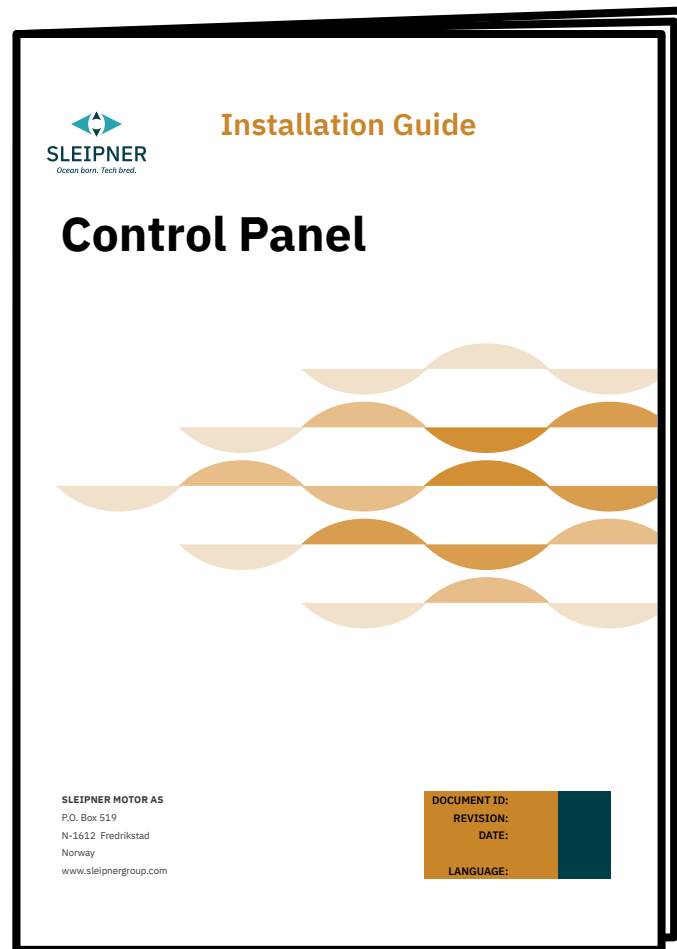 Installation Guide
SLEIPNER
Ocean born. Tech bred.
Control Panel
SLEIPNER MOTOR AS
P.O. Box 519
N-1612 Fredrikstad
Norway
www.sleipnergroup.com
DOCUMENT ID:
REVISION:
DATE:
LANGUAGE: